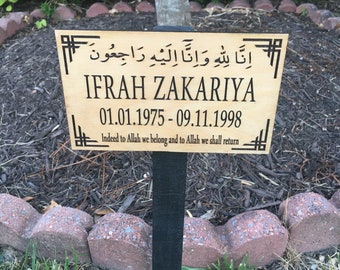 اِنَّا لِلّٰهِ وَاِنَّآ اِلَيْهِ رَاجِعُوْنَ
IFRAH ZAKARIYA
01.01.1975 - 09.11.1998
Indeed to Allah we belong and to Allah we shall return